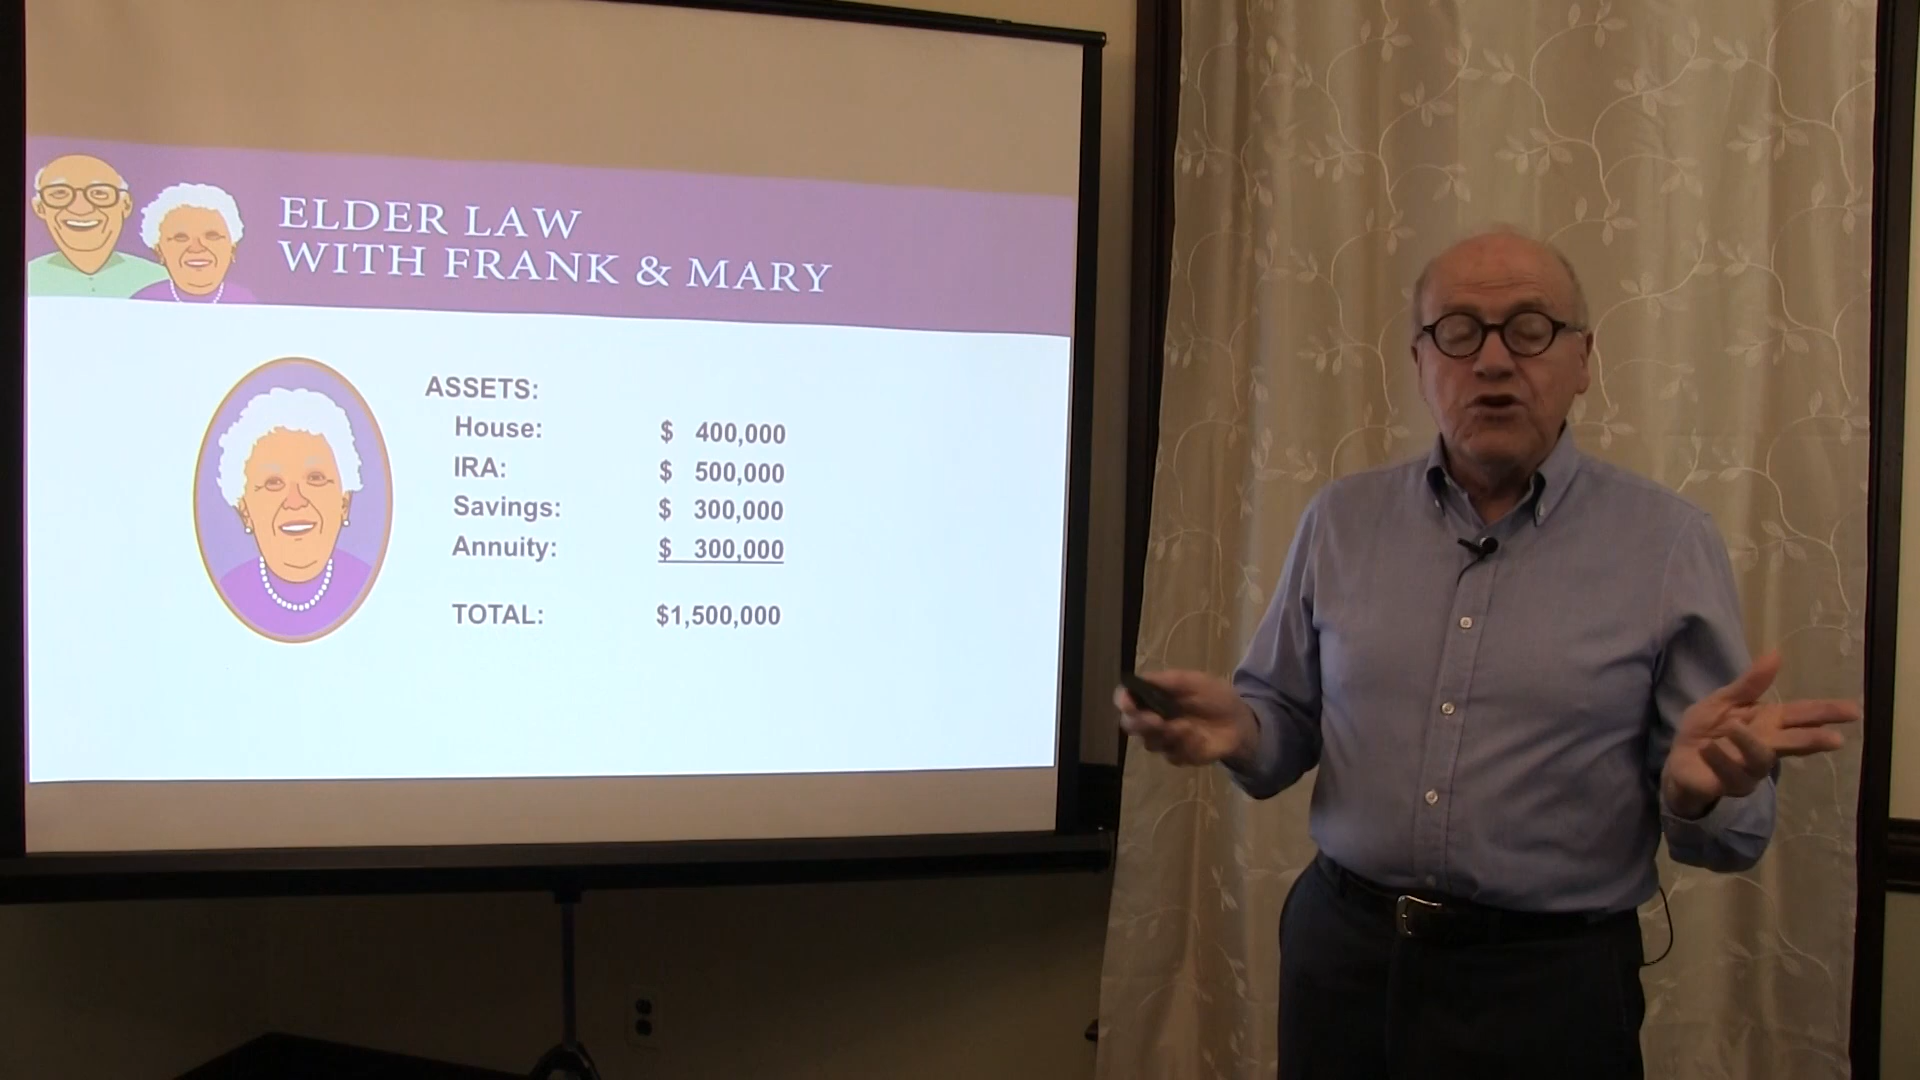 ELDER LAW
WITH FRANK & MARY
ASSETS:
House: $ 400,000
IRA: $ 500,000
Savings: $ 300,000
Annuity: $ 300,000
TOTAL: $1,500,000